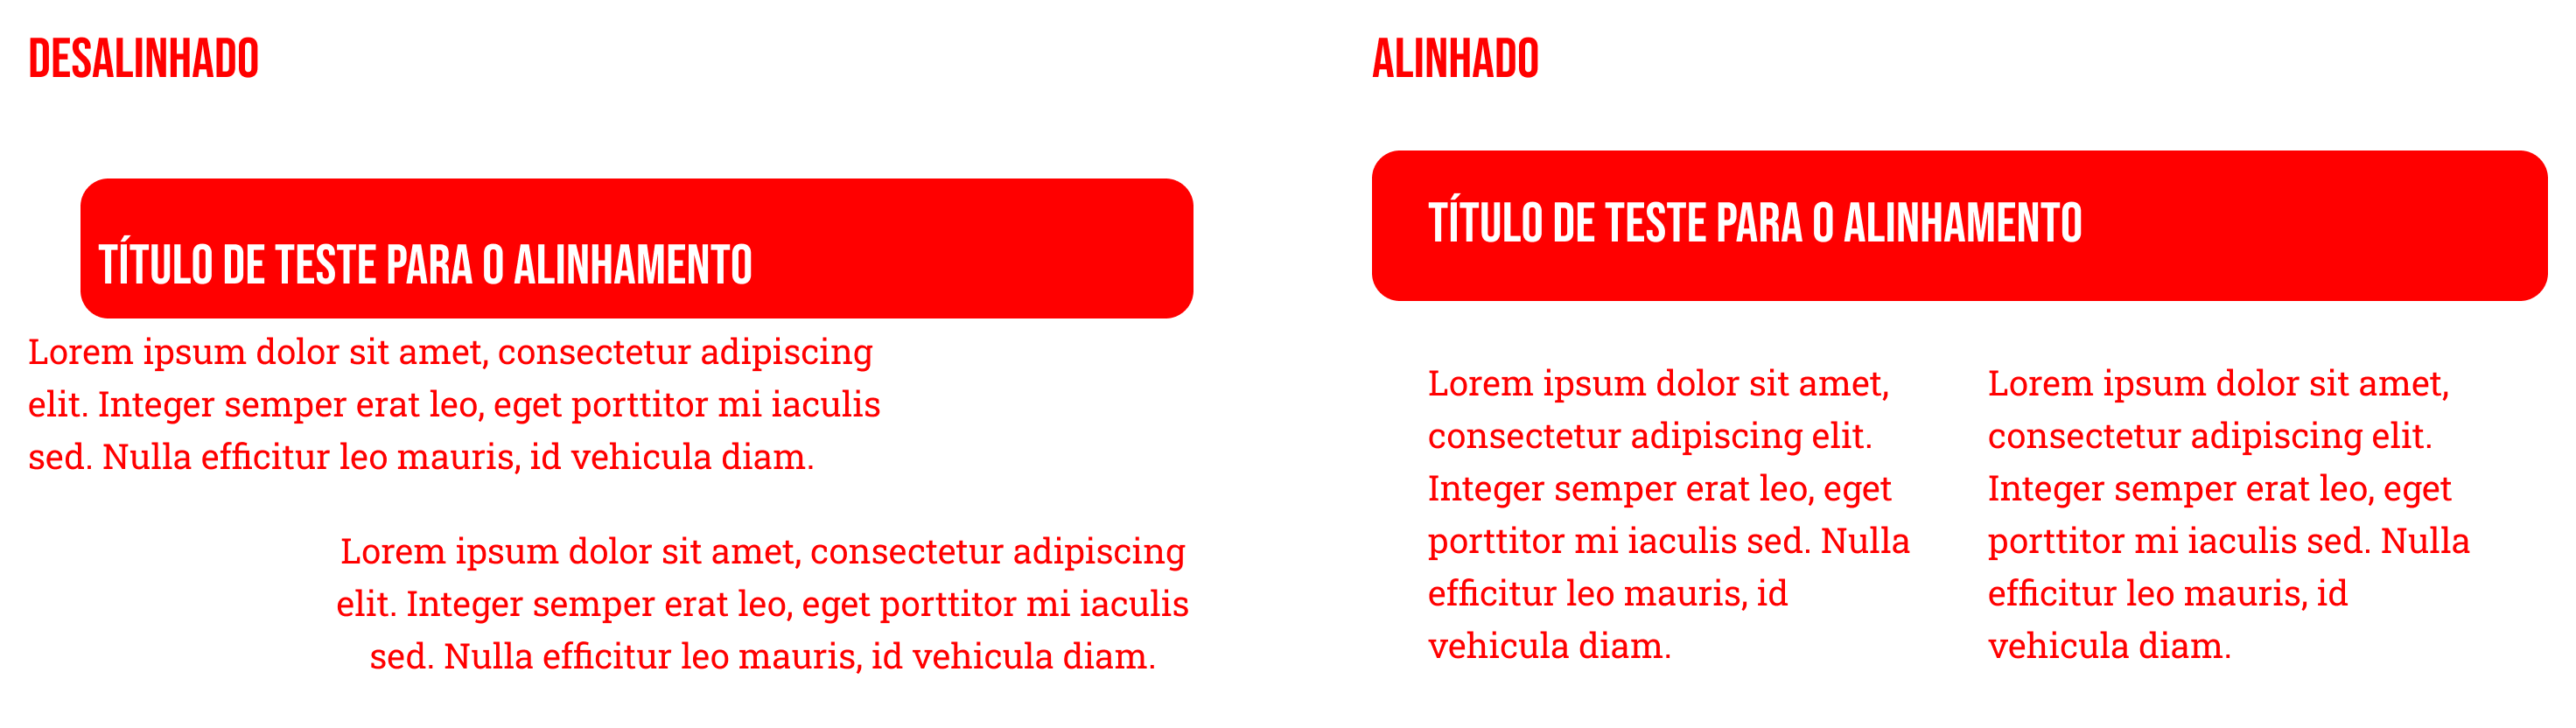 DESALINHADO
TÍTULO DE TESTE PARA O ALINHAMENTO
Lorem ipsum dolor sit amet, consectetur adipiscing
elit. Integer semper erat leo, eget porttitor mi iaculis
sed. Nulla efficitur leo mauris, id vehicula diam.
Lorem ipsum dolor sit amet, consectetur adipiscing
elit. Integer semper erat leo, eget porttitor mi iaculis
sed. Nulla efficitur leo mauris, id vehicula diam.
ALINHADO
TÍTULO DE TESTE PARA O ALINHAMENTO
Lorem ipsum dolor sit amet,
consectetur adipiscing elit.
Integer semper erat leo, eget
porttitor mi iaculis sed. Nulla
efficitur leo mauris, id
vehicula diam.
Lorem ipsum dolor sit amet,
consectetur adipiscing elit.
Integer semper erat leo, eget
porttitor mi iaculis sed. Nulla
efficitur leo mauris, id
vehicula diam.